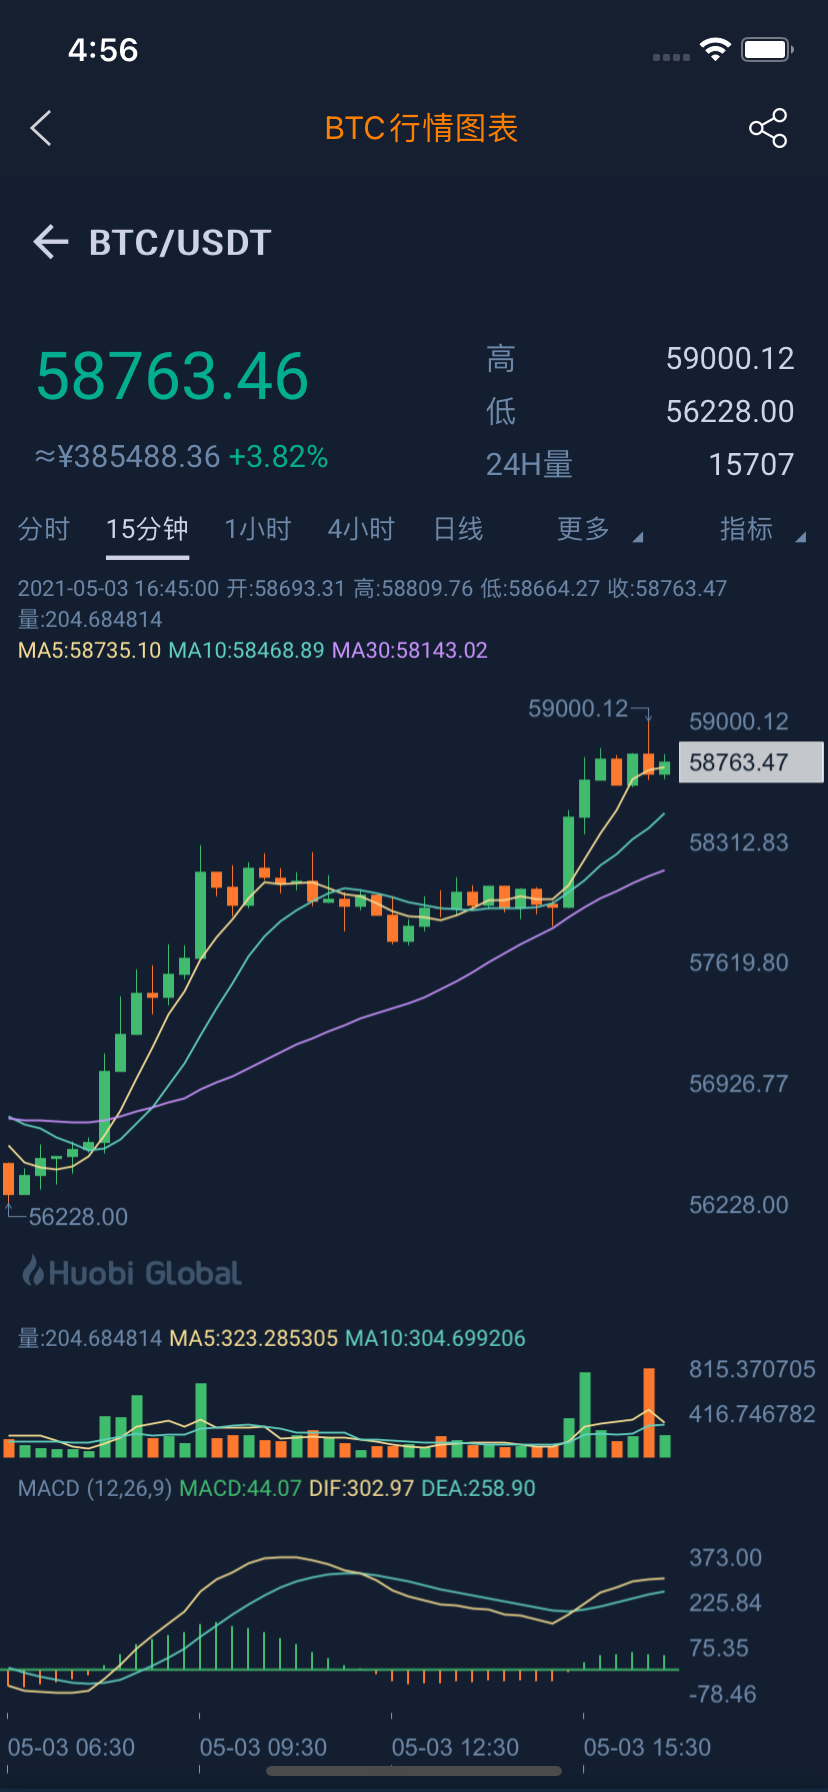 4:56
BTC行情图表
BTC/USDT
58763.46
高 59000.12
低 56228.00
≈¥385488.36 +3.82%
24H量 15707
分时 15分钟 1小时 4小时 日线 更多 指标
2021-05-03 16:45:00 开:58693.31 高:58809.76 低:58664.27 收:58763.47
量:204.684814
MA5:58735.10 MA10:58468.89 MA30:58143.02
59000.12
59000.12
58763.47
58312.83
57619.80
56926.77
56228.00
56228.00
Huobi Global
量:204.684814 MA5:323.285305 MA10:304.699206
815.370705
416.746782
MACD (12,26,9) MACD:44.07 DIF:302.97 DEA:258.90
373.00
225.84
75.35
-78.46
05-03 06:30 05-03 09:30 05-03 12:30 05-03 15:30